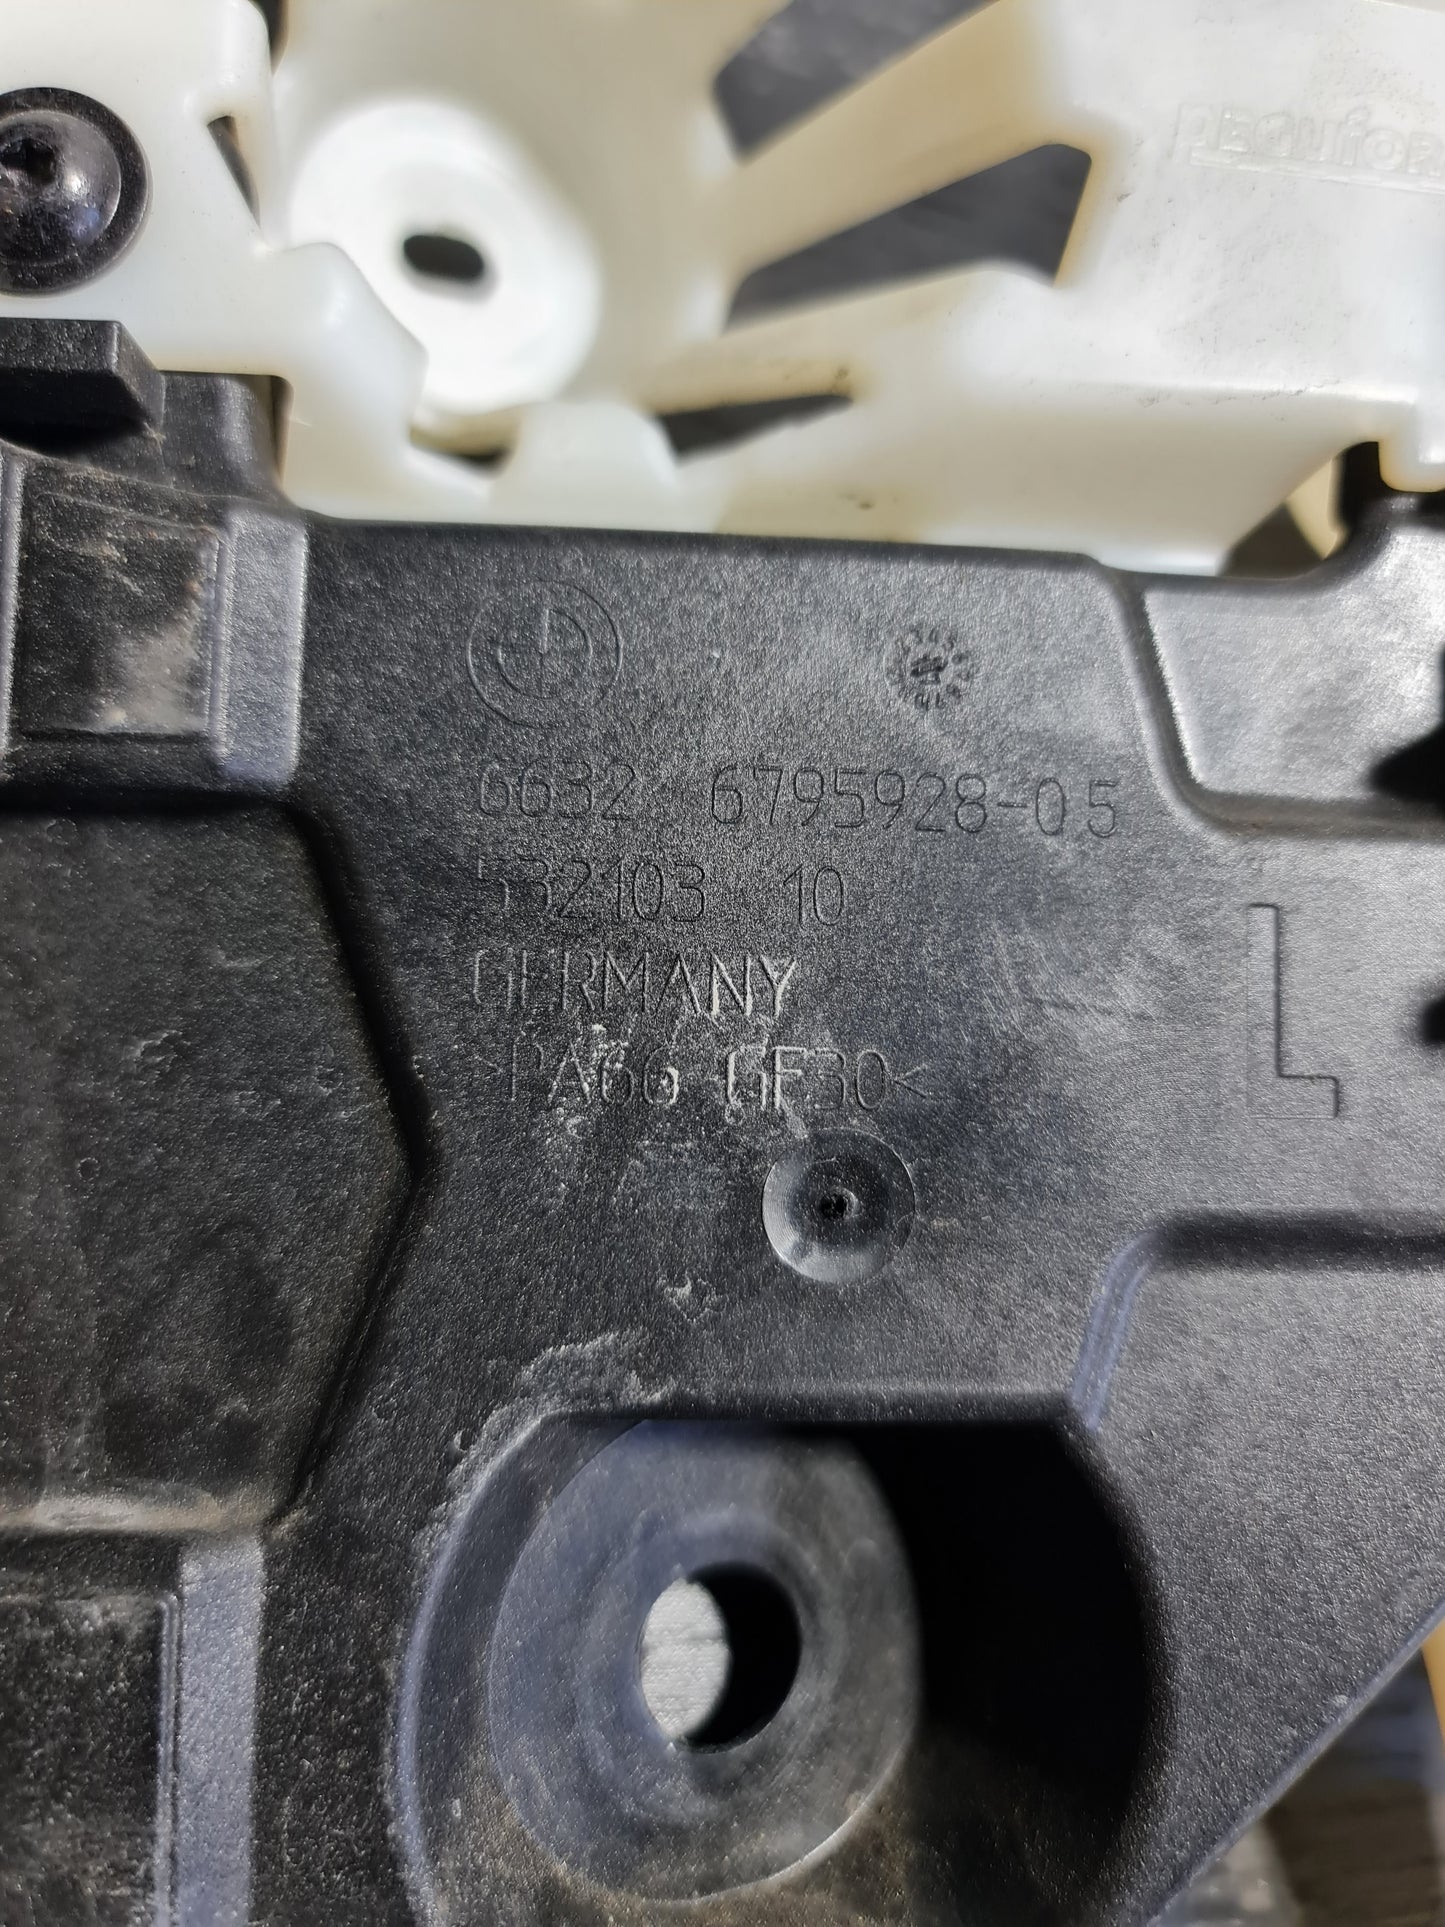 6632 6795928-05
532103 10
GERMANY
>PA66 GF30<
L